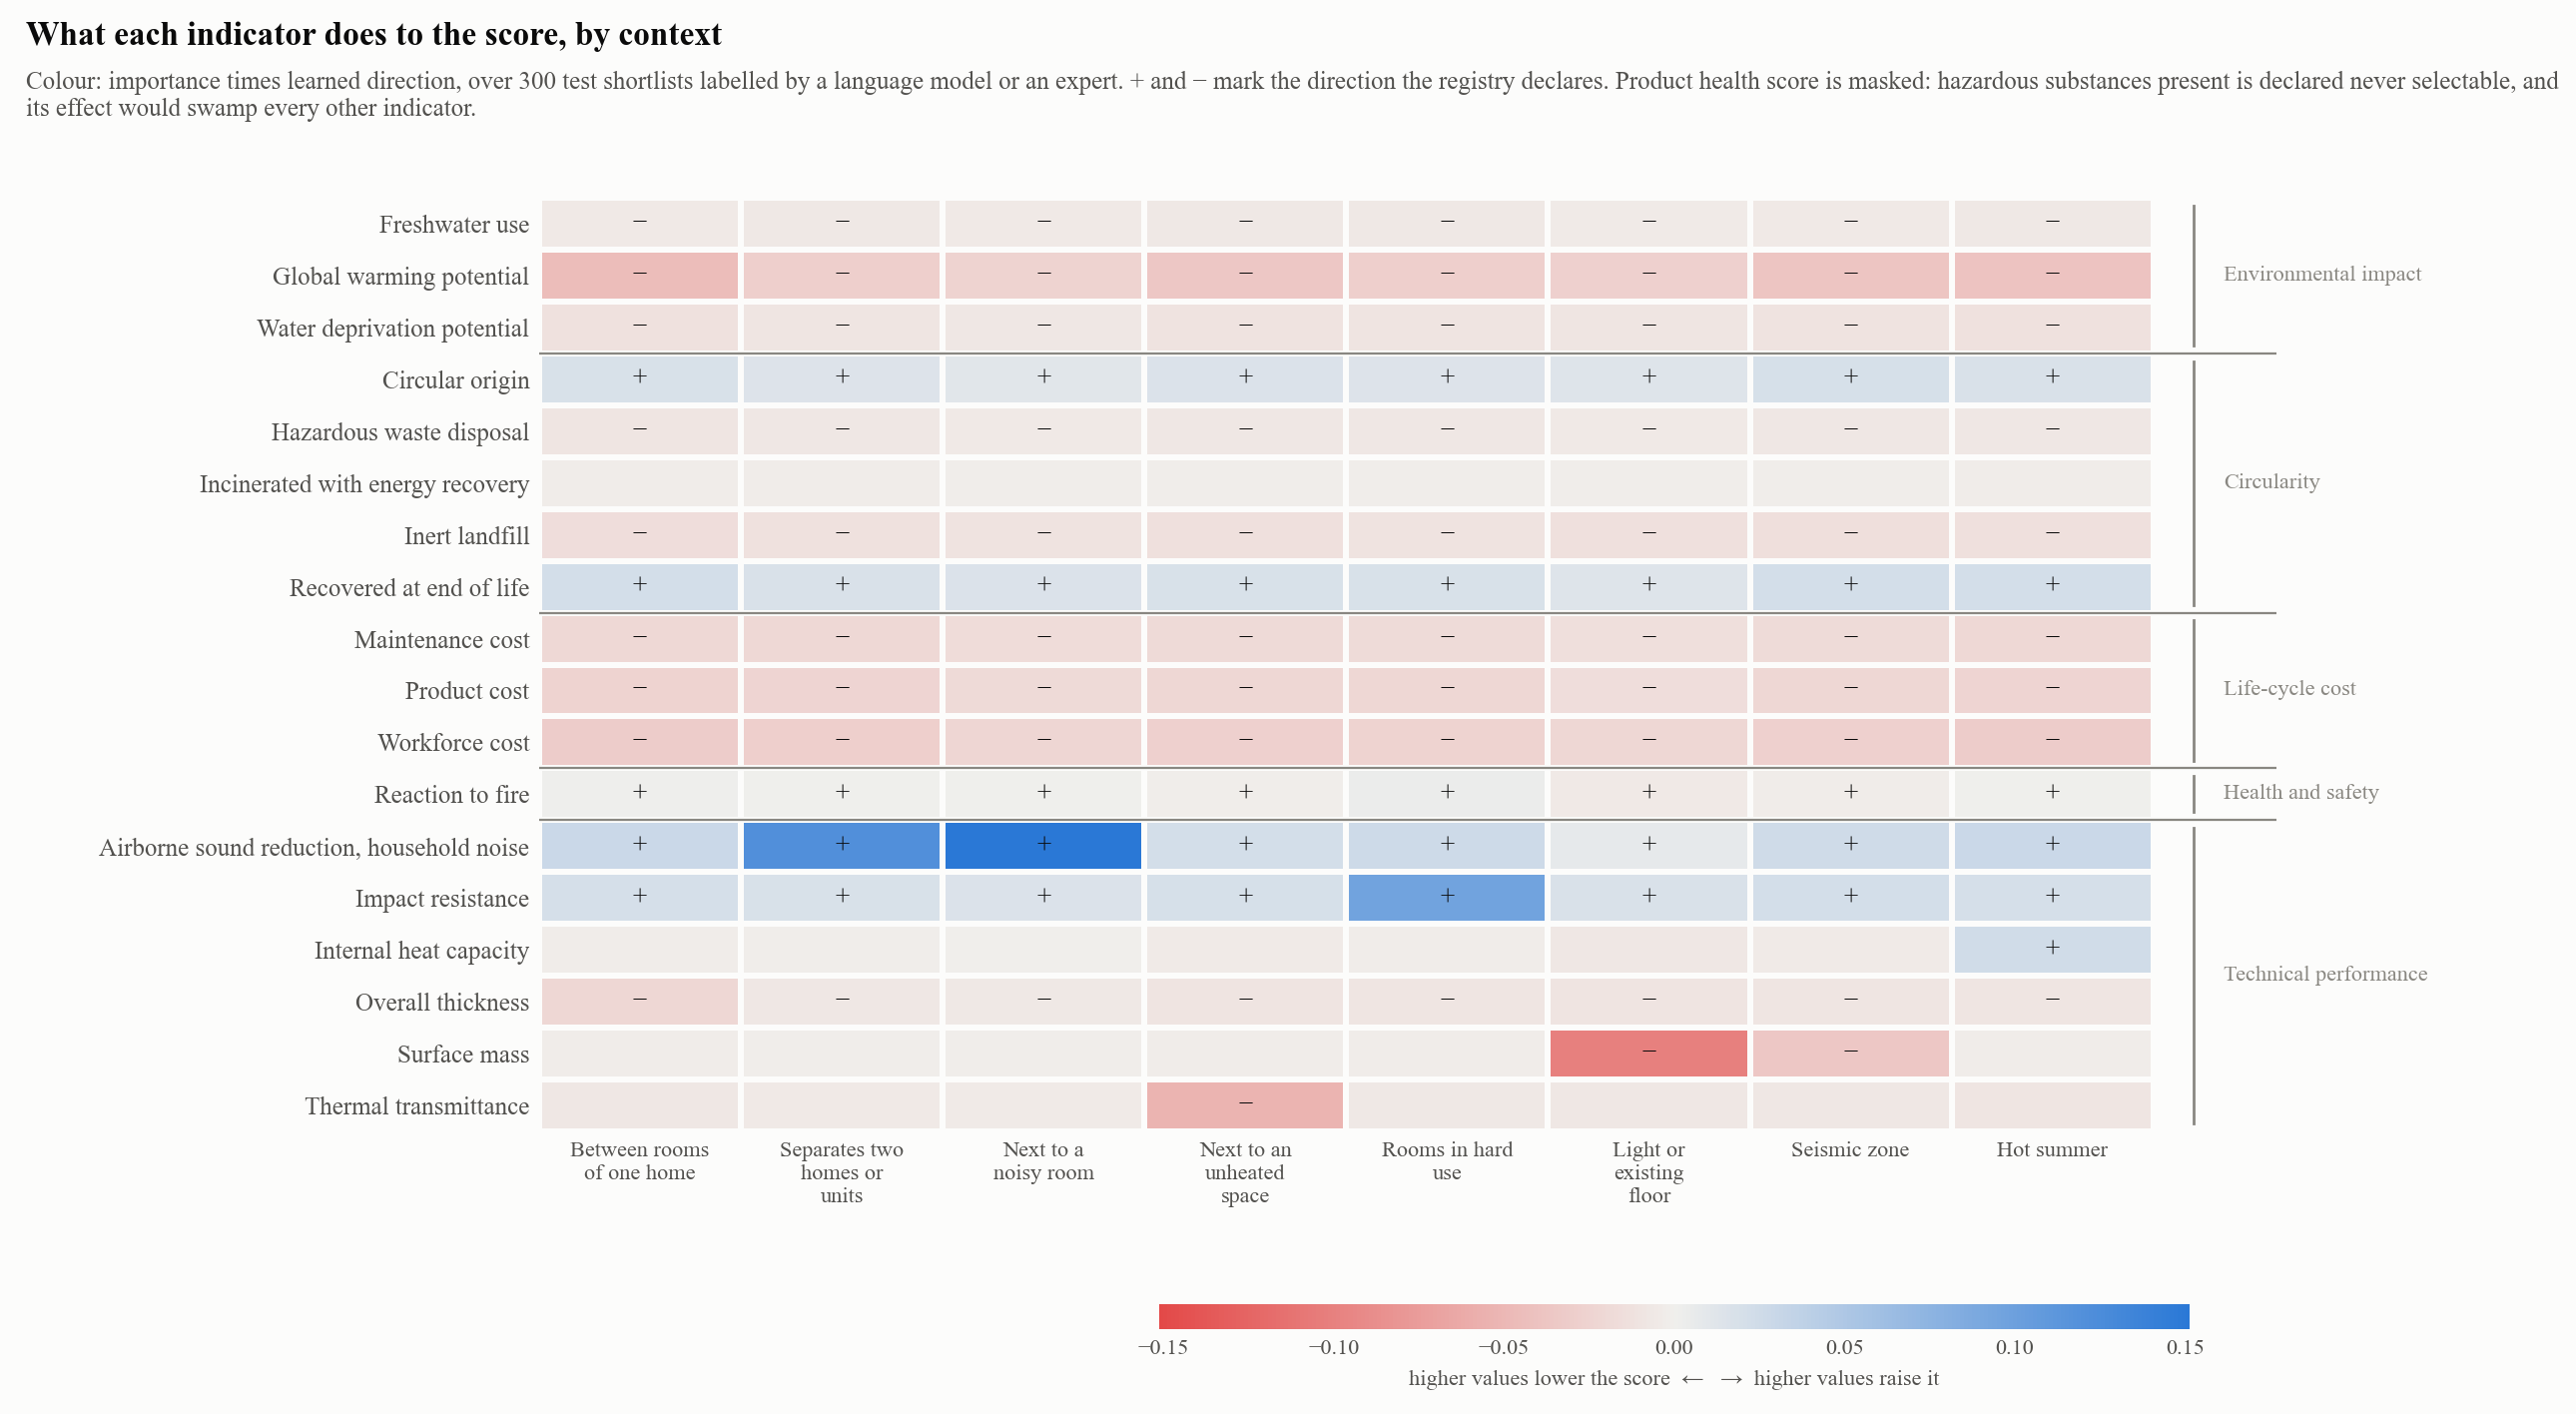 What each indicator does to the score, by context
Colour: importance times learned direction, over 300 test shortlists labelled by a language model or an expert. + and − mark the direction the registry declares. Product health score is masked: hazardous substances present is declared never selectable, and
its effect would swamp every other indicator.
Freshwater use − − − − − − − −
Global warming potential − − − − − − − − Environmental impact
Water deprivation potential − − − − − − − −
Circular origin + + + + + + + +
Hazardous waste disposal − − − − − − − −
Incinerated with energy recovery Circularity
Inert landfill − − − − − − − −
Recovered at end of life + + + + + + + +
Maintenance cost − − − − − − − −
Product cost − − − − − − − − Life-cycle cost
Workforce cost − − − − − − − −
Reaction to fire + + + + + + + + Health and safety
Airborne sound reduction, household noise + + + + + + + +
Impact resistance + + + + + + + +
Internal heat capacity +
Technical performance
Overall thickness − − − − − − − −
Surface mass − −
Thermal transmittance −
Between rooms
of one home
Separates two
homes or
units
Next to a
noisy room
Next to an
unheated
space
Rooms in hard
use
Light or
existing
floor
Seismic zone
Hot summer
−0.15 −0.10 −0.05 0.00 0.05 0.10 0.15
higher values lower the score ← → higher values raise it